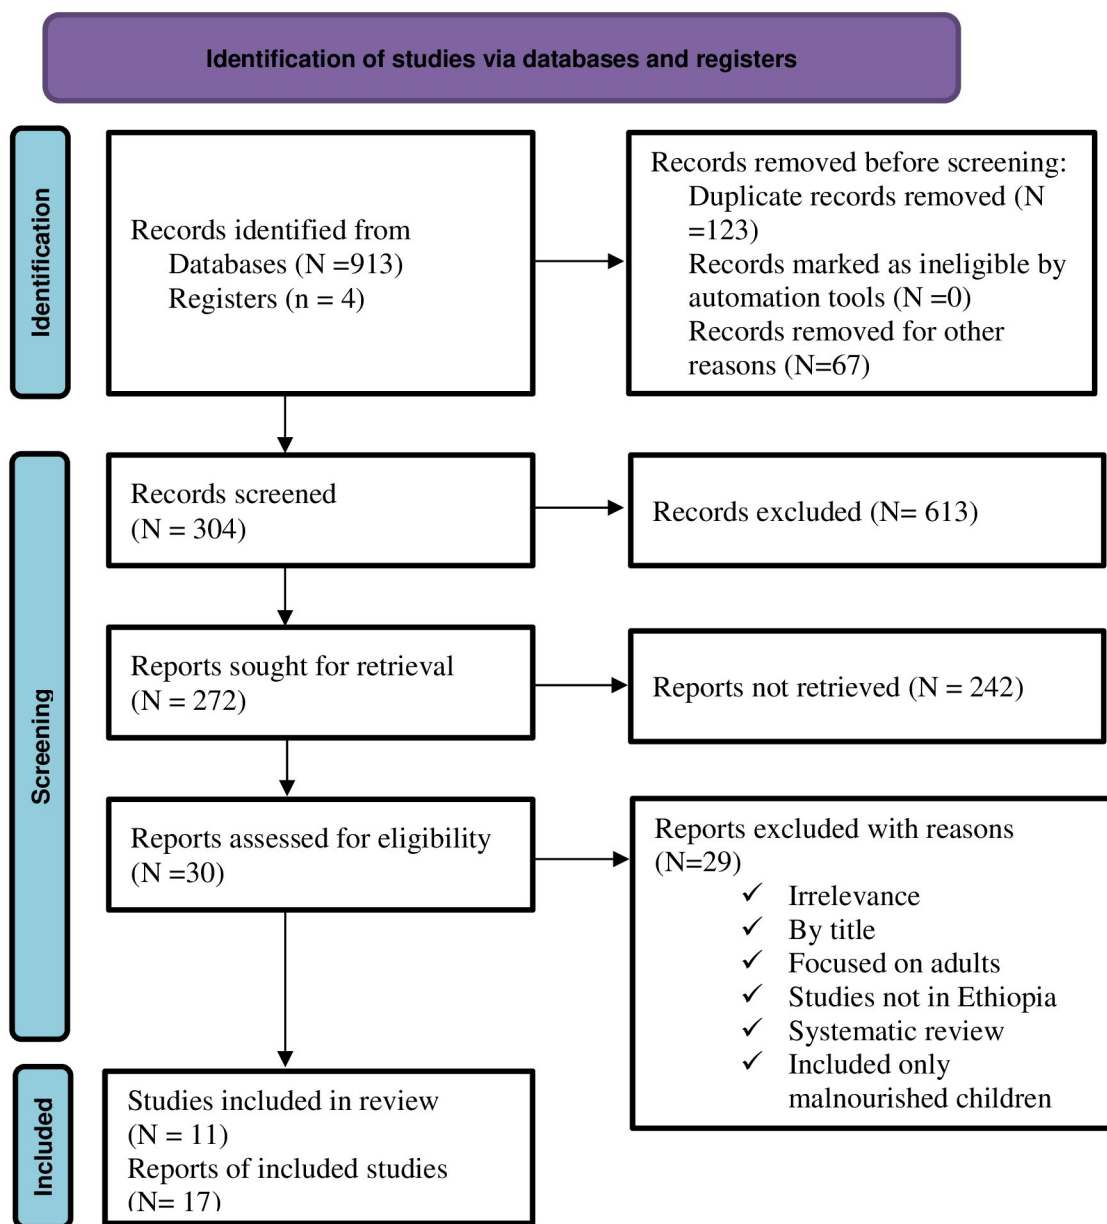 Identification of studies via databases and registers
Identification
Records identified from
Databases (N =913)
Registers (n = 4)
Records removed before screening:
Duplicate records removed (N
=123)
Records marked as ineligible by
automation tools (N =0)
Records removed for other
reasons (N=67)
Screening
Records screened
(N = 304)
Records excluded (N= 613)
Reports sought for retrieval
(N = 272)
Reports not retrieved (N = 242)
Reports assessed for eligibility
(N =30)
Reports excluded with reasons
(N=29)
✓ Irrelevance
✓ By title
✓ Focused on adults
✓ Studies not in Ethiopia
✓ Systematic review
✓ Included only
malnourished children
Included
Studies included in review
(N = 11)
Reports of included studies
(N= 17)